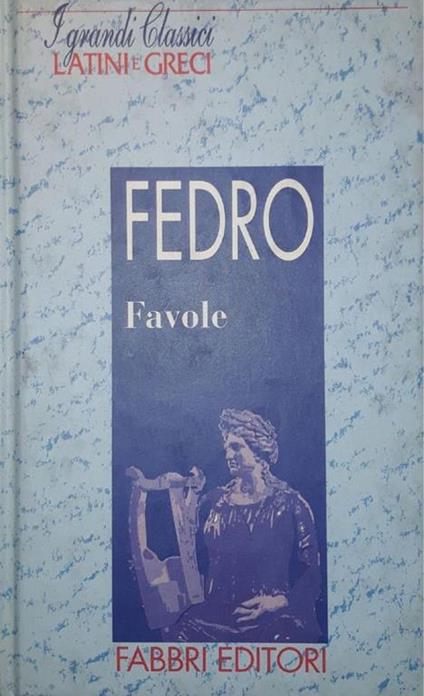 I grandi Classici
LATINI E GRECI
FEDRO
Favole
FABBRI EDITORI